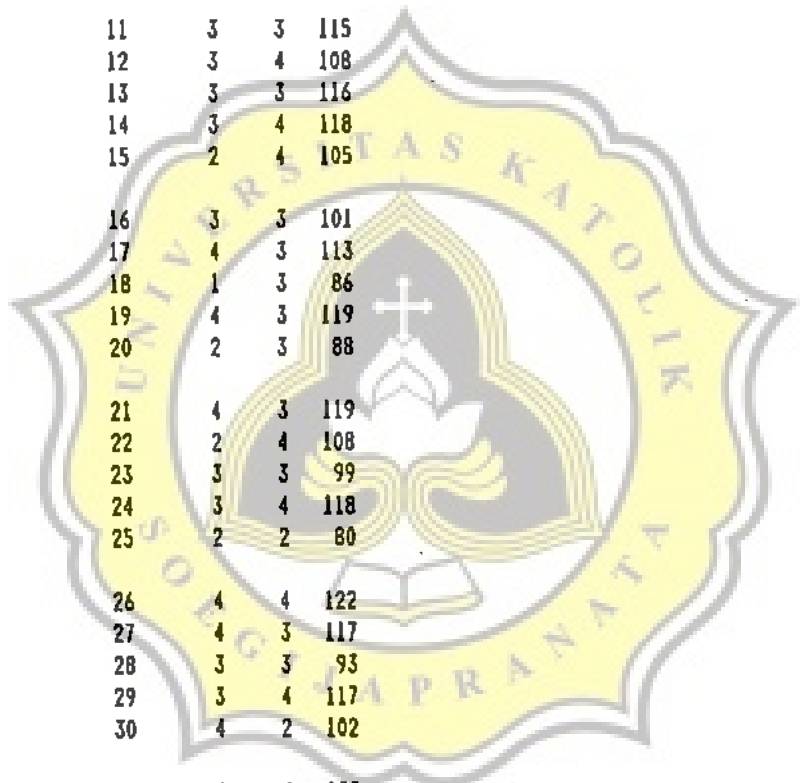 11 3 3 115
12 3 4 108
13 3 3 116
14 3 4 118
15 2 4 105
16 3 3 101
17 4 3 113
18 1 3 86
19 4 3 119
20 2 3 88
21 4 3 119
22 2 4 108
23 3 3 99
24 3 4 118
25 2 2 80
26 4 4 122
27 4 3 117
28 3 3 93
29 3 4 117
30 4 2 102
UNIVERSITAS KATOLIK
SOEGIJAPRANATA